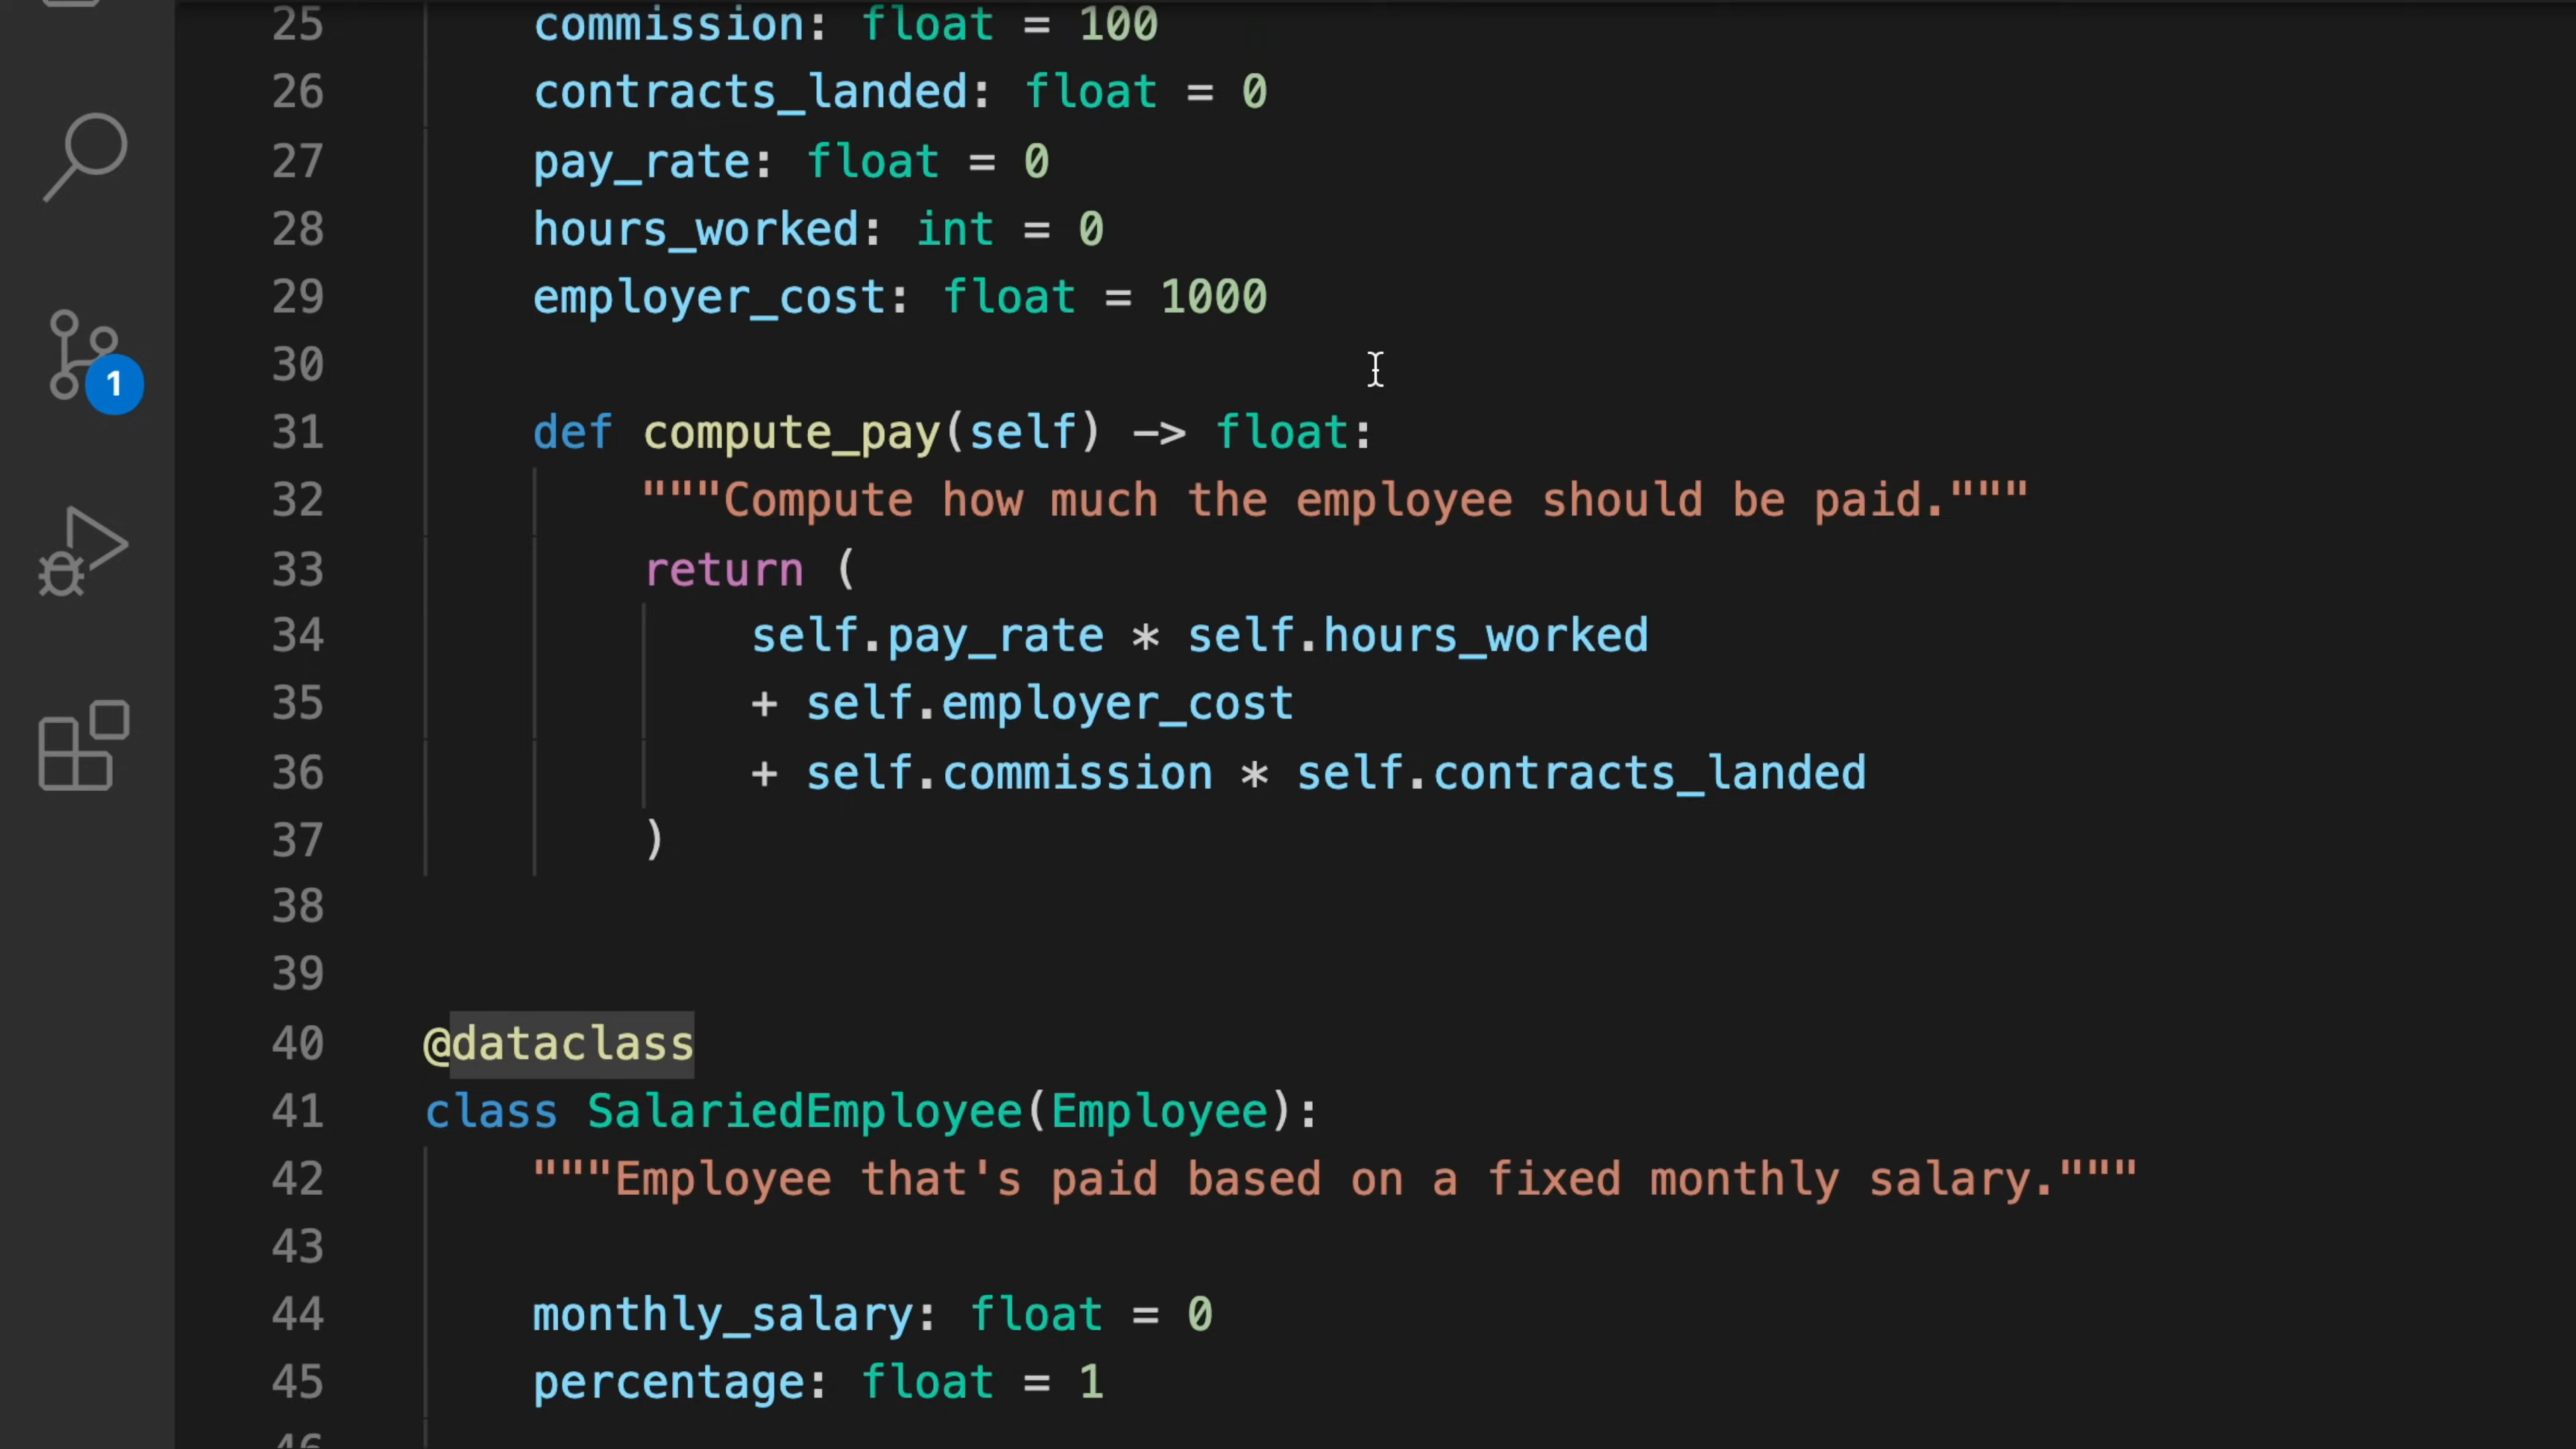 25 commission: float = 100
26 contracts_landed: float = 0
27 pay_rate: float = 0
28 hours_worked: int = 0
29 employer_cost: float = 1000
30
31 def compute_pay(self) -> float:
32 """Compute how much the employee should be paid."""
33 return (
34 self.pay_rate * self.hours_worked
35 + self.employer_cost
36 + self.commission * self.contracts_landed
37 )
38
39
40 @dataclass
41 class SalariedEmployee(Employee):
42 """Employee that's paid based on a fixed monthly salary."""
43
44 monthly_salary: float = 0
45 percentage: float = 1
46
1